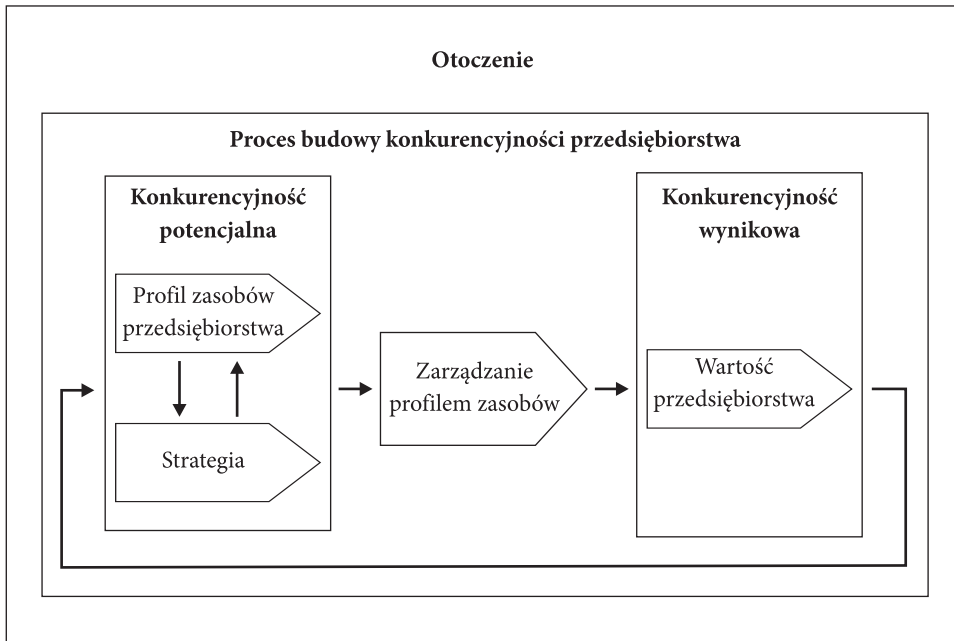 Otoczenie
Proces budowy konkurencyjności przedsiębiorstwa
Konkurencyjność
potencjalna
Profil zasobów
przedsiębiorstwa
Strategia
Zarządzanie
profilem zasobów
Konkurencyjność
wynikowa
Wartość
przedsiębiorstwa